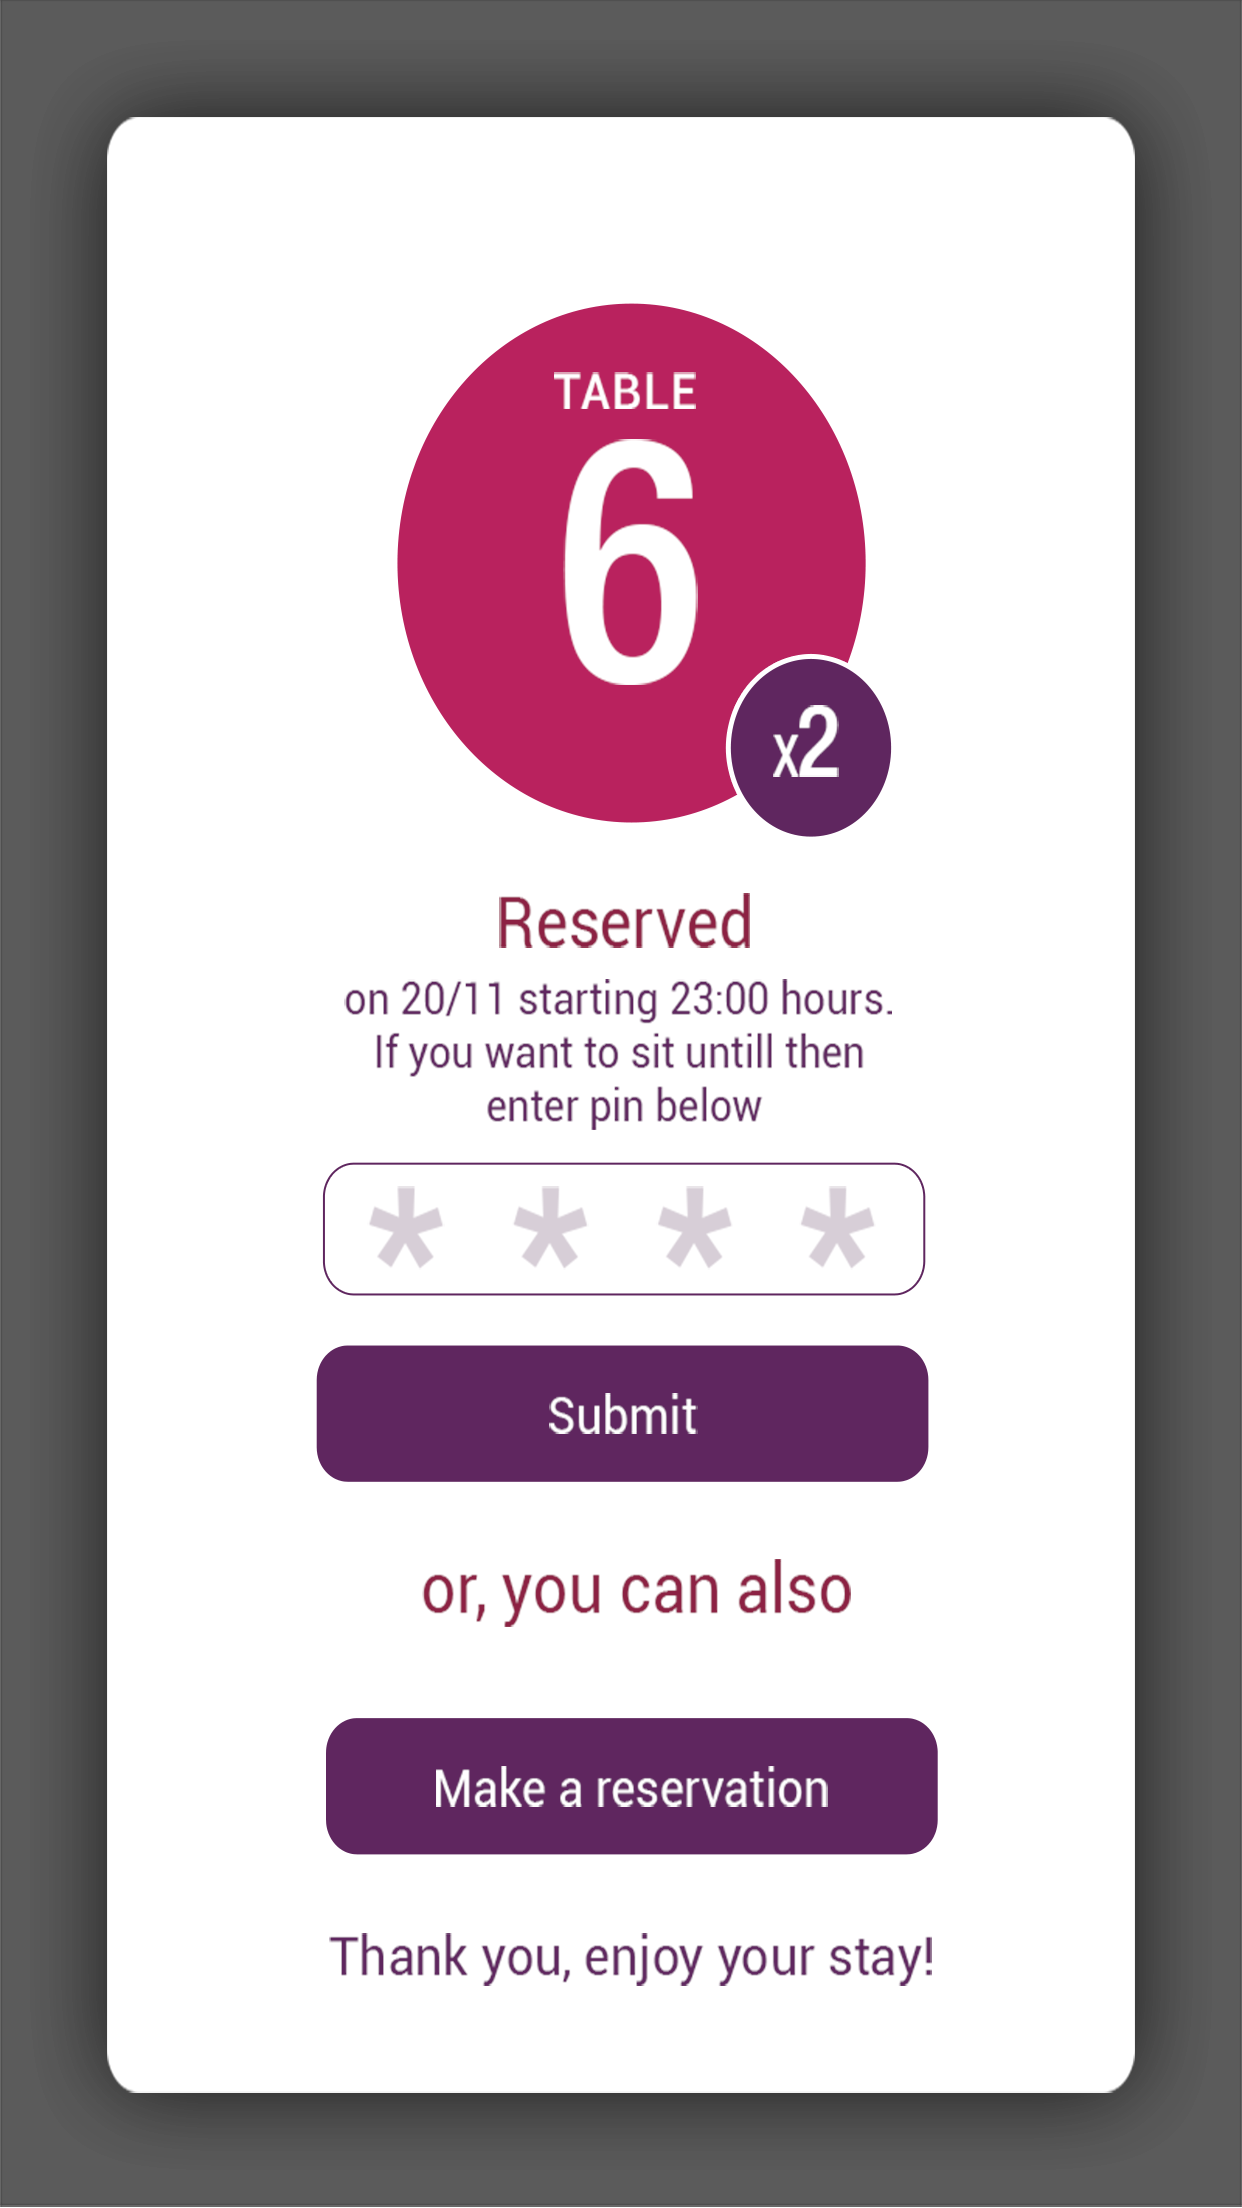 TABLE
6
x2
Reserved
on 20/11 starting 23:00 hours.
If you want to sit untill then
enter pin below
* * * *
Submit
or, you can also
Make a reservation
Thank you, enjoy your stay!